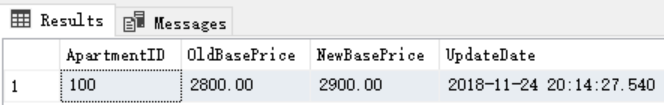 Results Messages
ApartmentID OldBasePrice NewBasePrice UpdateDate
1 100 2800.00 2900.00 2018-11-24 20:14:27.540